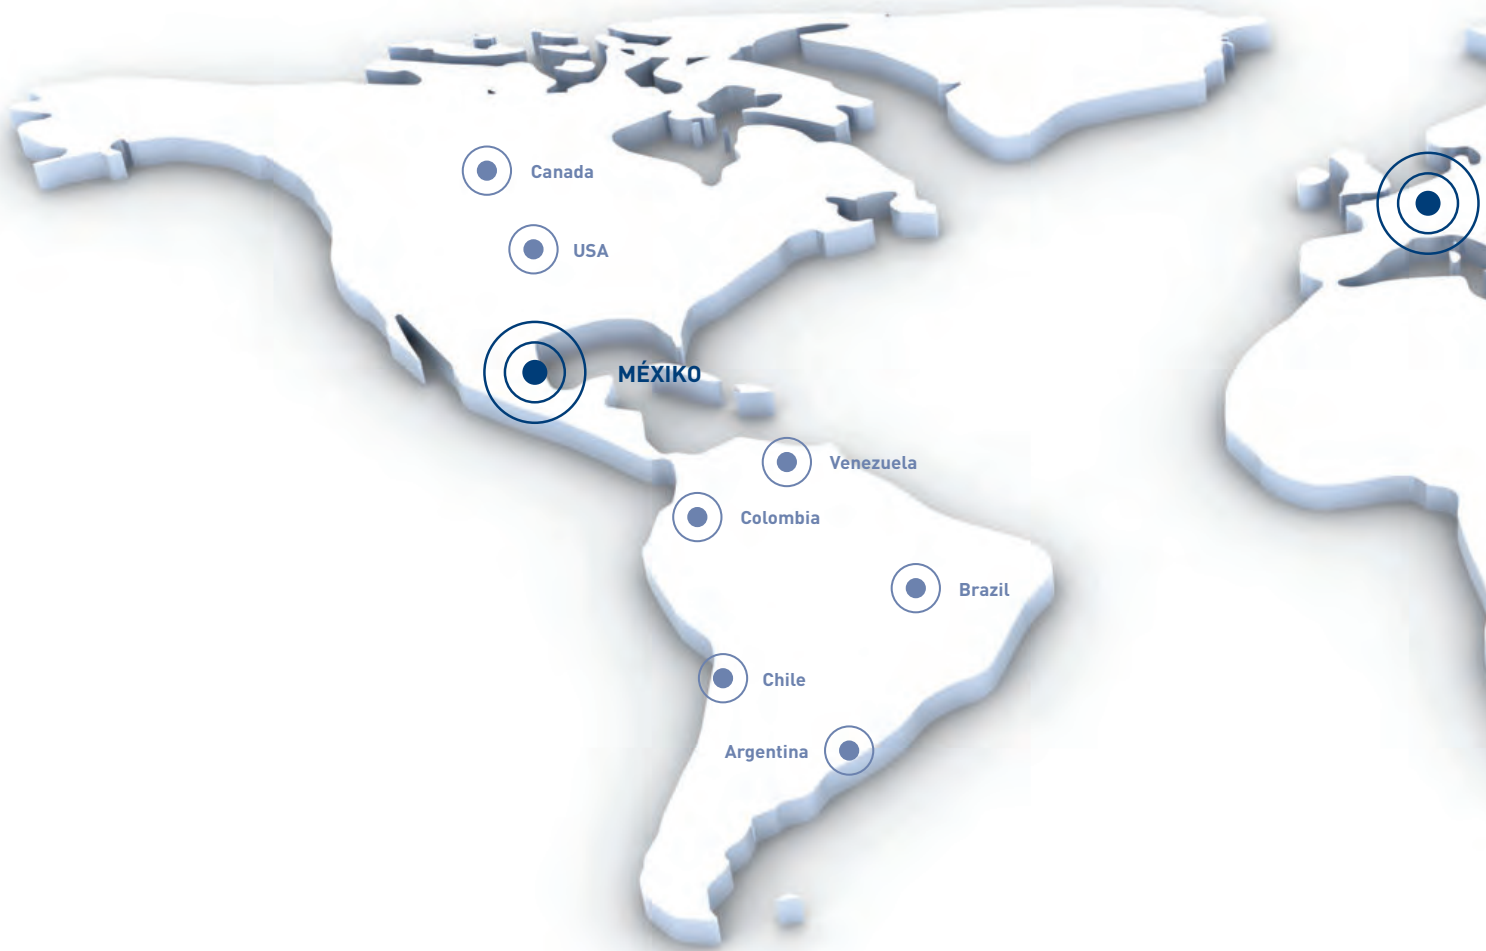 Canada
USA
MÉXIKO
Venezuela
Colombia
Brazil
Chile
Argentina